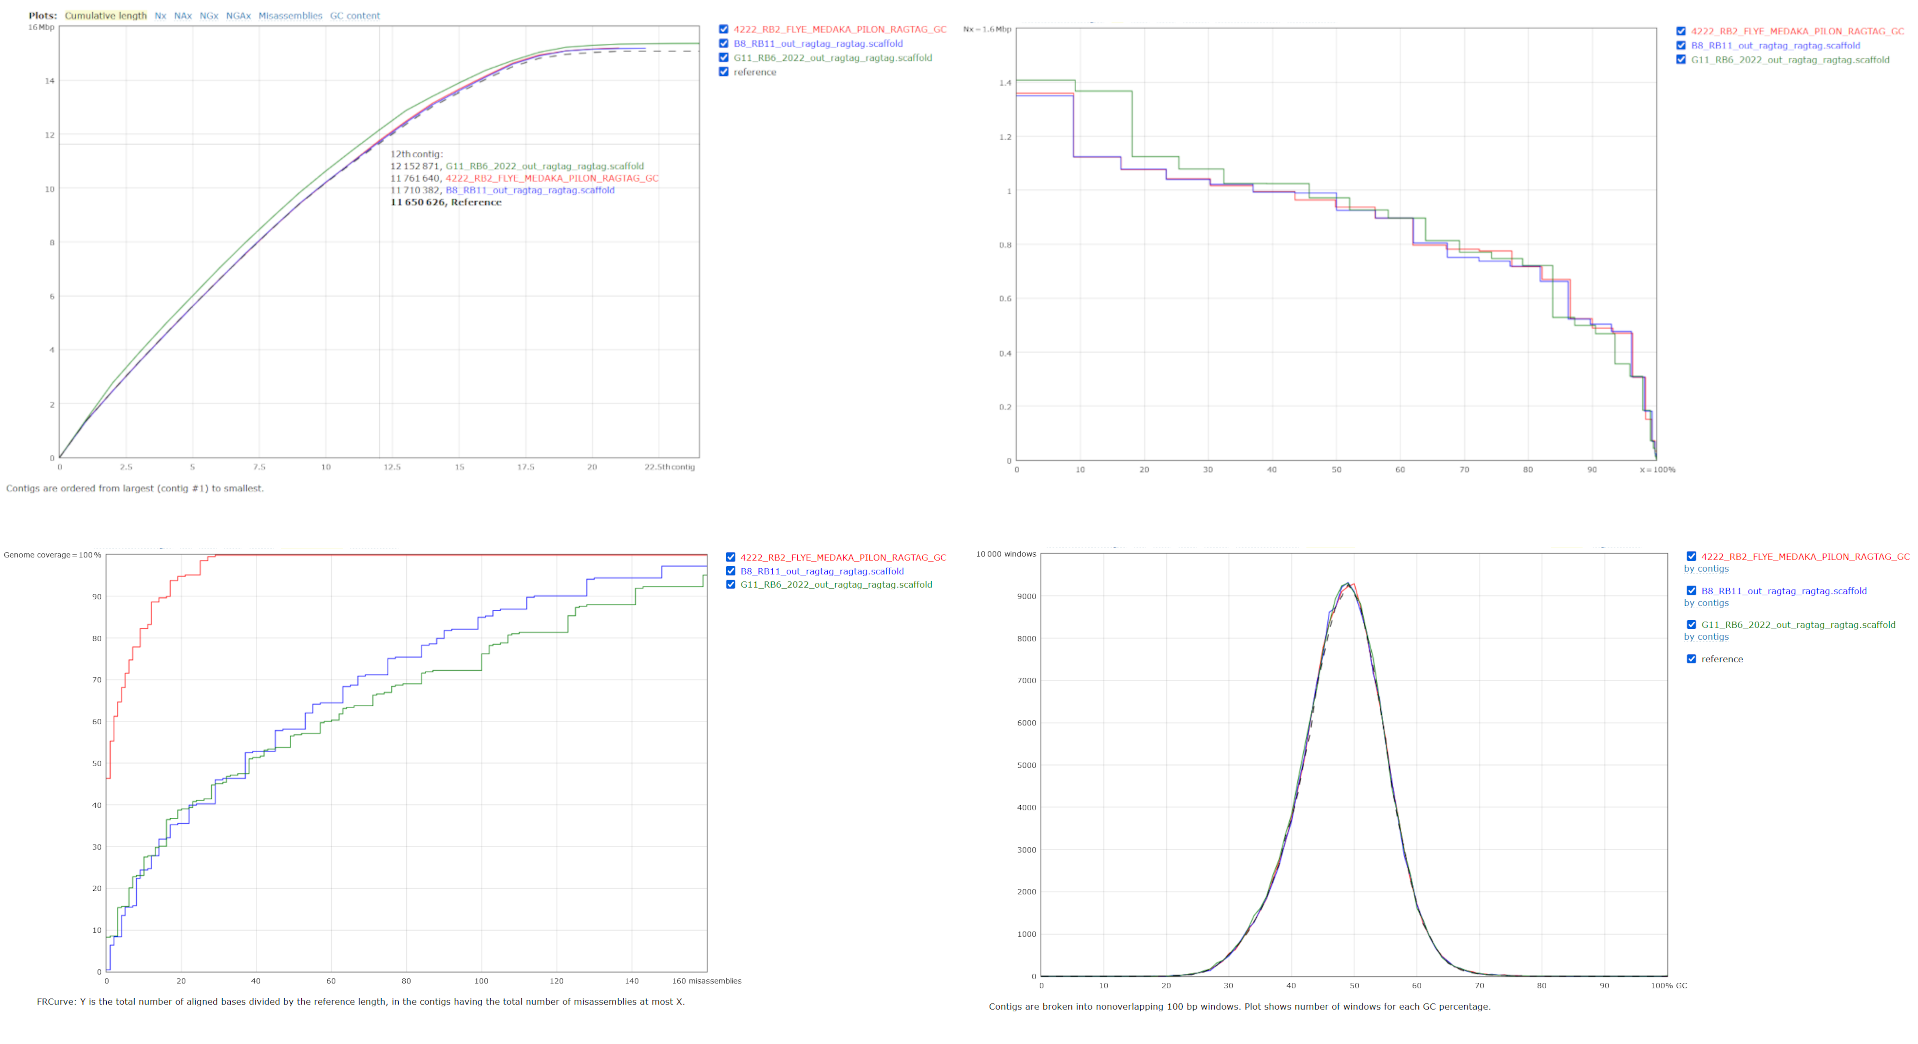 Plots: Cumulative length Nx NAx NGx NGAx Misassemblies GC content
16 Mbp
14
12
10
8
6
4
2
0
0 2.5 5 7.5 10 12.5 15 17.5 20 22.5th contig
12th contig:
12 152 871, G11_RB6_2022_out_ragtag_ragtag.scaffold
11 761 640, 4222_RB2_FLYE_MEDAKA_PILON_RAGTAG_GC
11 710 382, B8_RB11_out_ragtag_ragtag.scaffold
11 650 626, Reference
4222_RB2_FLYE_MEDAKA_PILON_RAGTAG_GC
B8_RB11_out_ragtag_ragtag.scaffold
G11_RB6_2022_out_ragtag_ragtag.scaffold
reference
Contigs are ordered from largest (contig #1) to smallest.
Nx = 1.6 Mbp
1.4
1.2
1
0.8
0.6
0.4
0.2
0
0 10 20 30 40 50 60 70 80 90 x = 100%
4222_RB2_FLYE_MEDAKA_PILON_RAGTAG_GC
B8_RB11_out_ragtag_ragtag.scaffold
G11_RB6_2022_out_ragtag_ragtag.scaffold
Genome coverage = 100 %
90
80
70
60
50
40
30
20
10
0
20 40 60 80 100 120 140 160 misassemblies
4222_RB2_FLYE_MEDAKA_PILON_RAGTAG_GC
B8_RB11_out_ragtag_ragtag.scaffold
G11_RB6_2022_out_ragtag_ragtag.scaffold
FRCurve: Y is the total number of aligned bases divided by the reference length, in the contigs having the total number of misassemblies at most X.
10 000 windows
9000
8000
7000
6000
5000
4000
3000
2000
1000
0
0 10 20 30 40 50 60 70 80 90 100% GC
4222_RB2_FLYE_MEDAKA_PILON_RAGTAG_GC
by contigs
B8_RB11_out_ragtag_ragtag.scaffold
by contigs
G11_RB6_2022_out_ragtag_ragtag.scaffold
by contigs
reference
Contigs are broken into nonoverlapping 100 bp windows. Plot shows number of windows for each GC percentage.